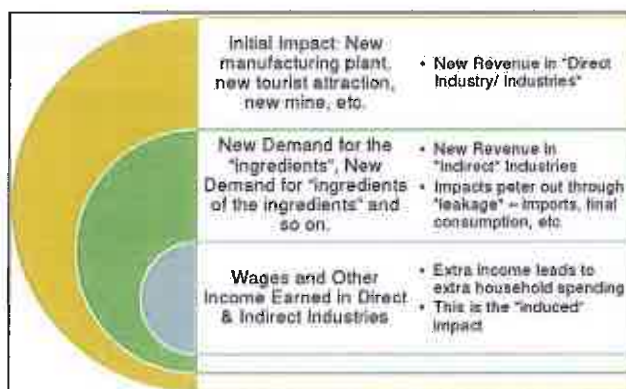 Initial Impact: New
manufacturing plant,
new tourist attraction,
new mine, etc.
• New Revenue in "Direct
Industry/ Industries"
New Demand for the
"ingredients", New
Demand for "ingredients
of the ingredients" and
so on.
• New Revenue in
"Indirect" Industries
• Impacts peter out through
"leakage" – imports, final
consumption, etc
Wages and Other
Income Earned in Direct
& Indirect Industries
• Extra income leads to
extra household spending
• This is the "induced"
impact